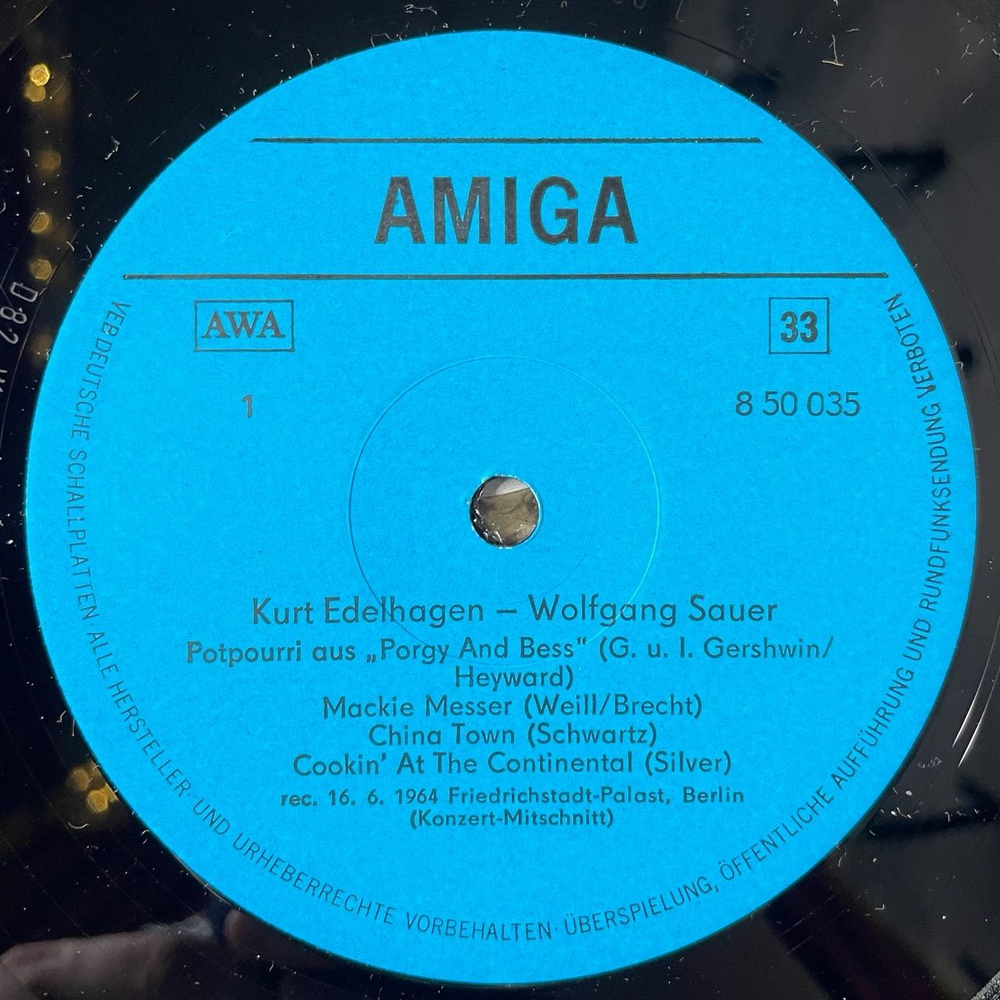 AMIGA
AWA
33
1
8 50 035
Kurt Edelhagen – Wolfgang Sauer
Potpourri aus „Porgy And Bess" (G. u. I. Gershwin/
Heyward)
Mackie Messer (Weill/Brecht)
China Town (Schwartz)
Cookin' At The Continental (Silver)
rec. 16. 6. 1964 Friedrichstadt-Palast, Berlin
(Konzert-Mitschnitt)
VEB DEUTSCHE SCHALLPLATTEN ALLE HERSTELLER- UND URHEBERRECHTE VORBEHALTEN · ÜBERSPIELUNG, ÖFFENTLICHE AUFFÜHRUNG UND RUNDFUNKSENDUNG VERBOTEN